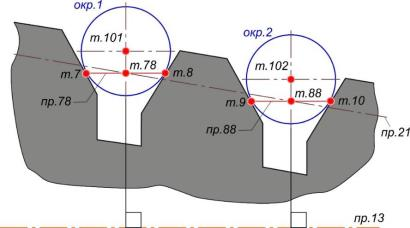 окр.1
т.101
окр.2
т.7
т.78
т.8
т.102
пр.78
т.9
т.88
т.10
пр.88
пр.21
пр.13